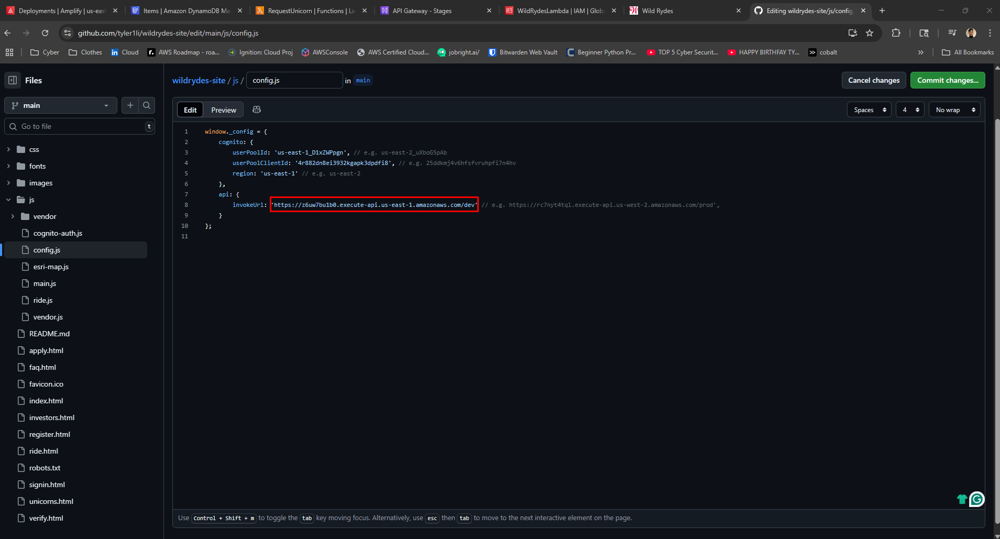 Deployments | Amplify | us-eas
Items | Amazon DynamoDB Ma
RequestUnicorn | Functions | La
API Gateway - Stages
WildRydesLambda | IAM | Globa
Wild Rydes
Editing wildrydes-site/js/config.
github.com/tyler1li/wildrydes-site/edit/main/js/config.js
Cyber
Clothes
Cloud
AWS Roadmap - roa...
Ignition: Cloud Proj
AWSConsole
AWS Certified Cloud...
jobright.ai/
Bitwarden Web Vault
Beginner Python Pr...
TOP 5 Cyber Securit...
HAPPY BIRTHFAY TY...
cobalt
All Bookmarks
Files
wildrydes-site / js / config.js in main
Cancel changes
Commit changes...
main
Go to file
t
css
fonts
images
js
vendor
cognito-auth.js
config.js
esri-map.js
main.js
ride.js
vendor.js
README.md
apply.html
faq.html
favicon.ico
index.html
investors.html
register.html
ride.html
robots.txt
signin.html
unicorns.html
verify.html
Edit
Preview
Spaces
4
No wrap
1 window._config = {
2 cognito: {
3 userPoolId: 'us-east-1_D1xZWPpgn', // e.g. us-east-2_uXboG5pAb
4 userPoolClientId: '4r882dn8ei3932kgapk3dpdfi8', // e.g. 25ddkmj4v6hfsfvruhpfi7n4hv
5 region: 'us-east-1' // e.g. us-east-2
6 },
7 api: {
8 invokeUrl: 'https://z6uw7bu1b0.execute-api.us-east-1.amazonaws.com/dev' // e.g. https://rc7nyt4tql.execute-api.us-west-2.amazonaws.com/prod',
9 }
10 };
11
Use Control + Shift + m to toggle the tab key moving focus. Alternatively, use esc then tab to move to the next interactive element on the page.